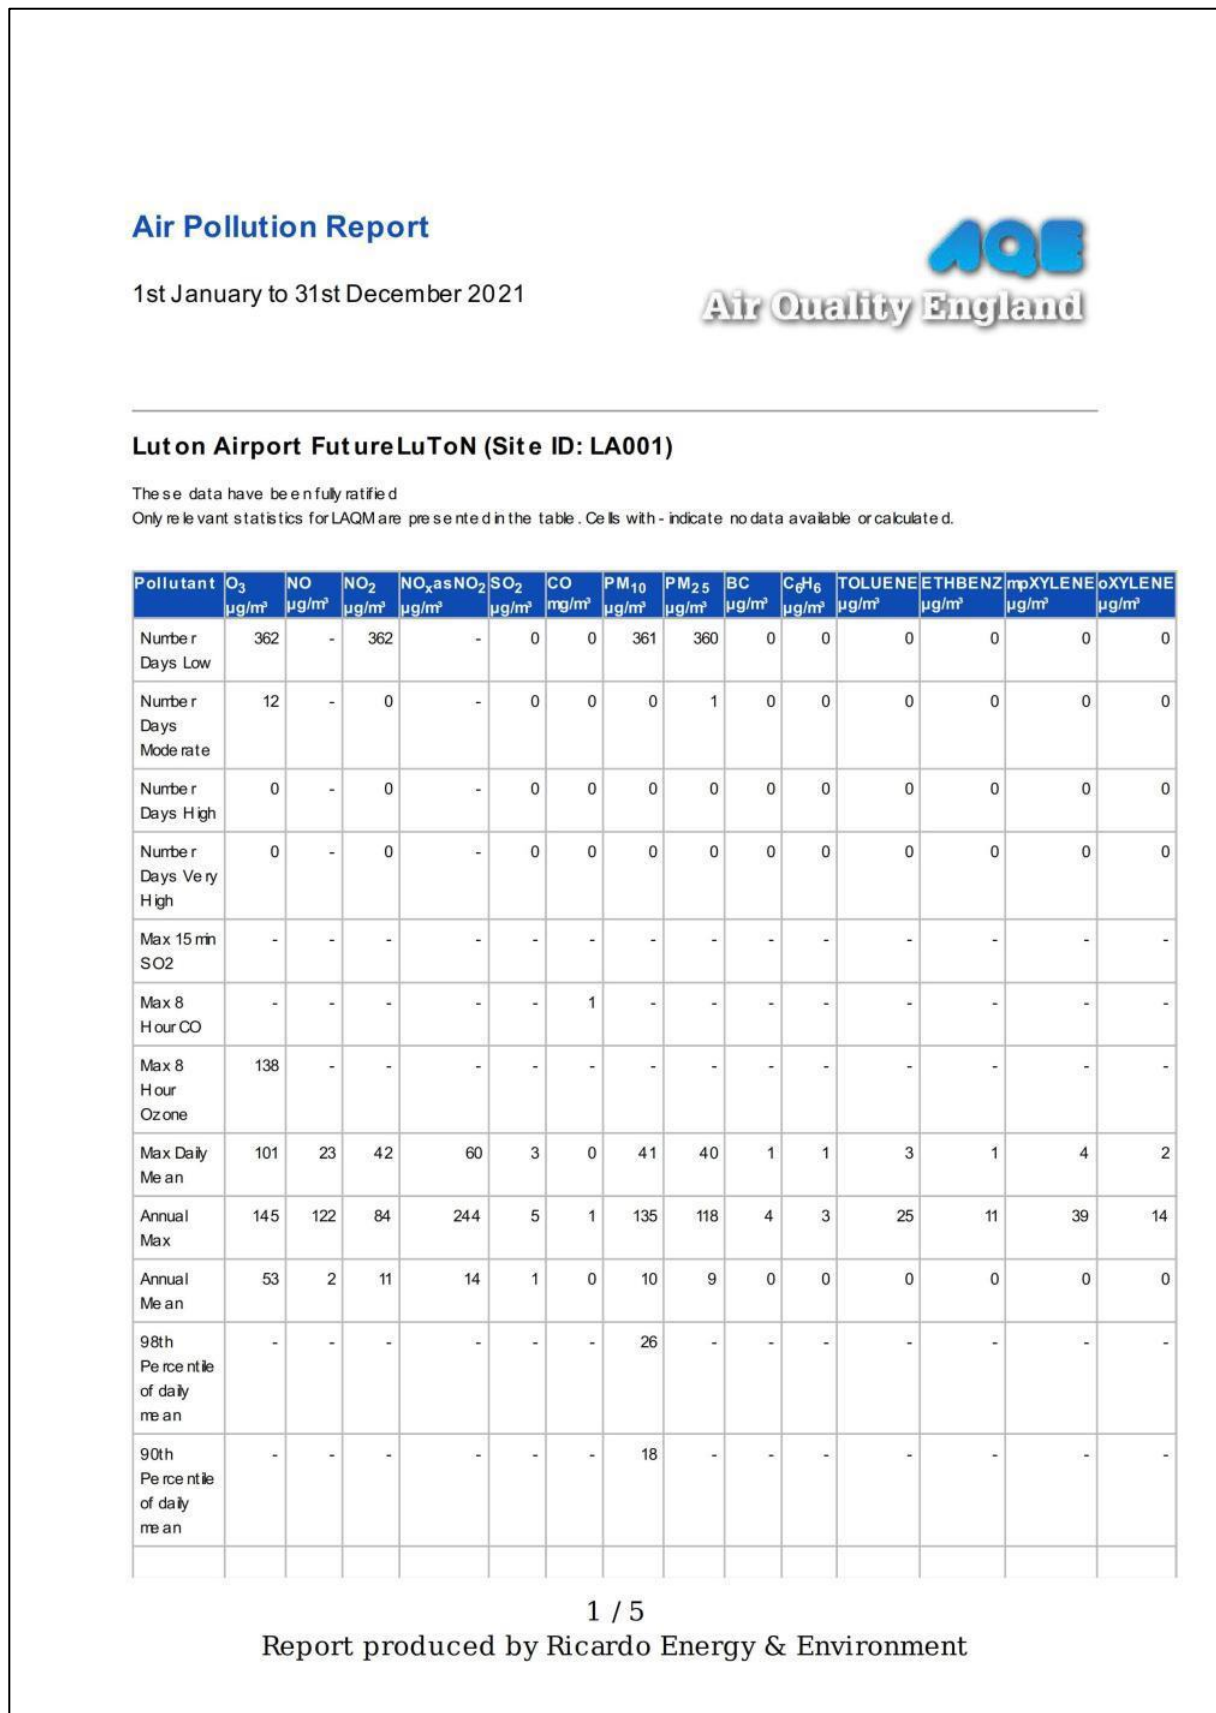 Air Pollution Report
AQE
1st January to 31st December 2021
Air Quality England
Luton Airport FutureLuToN (Site ID: LA001)
These data have been fully ratified
Only relevant statistics for LAQM are presented in the table. Cells with - indicate no data available or calculated.
Pollutant O₃ NO NO₂ NOₓasNO₂ SO₂ CO PM₁₀ PM₂₅ BC C₆H₆ TOLUENE ETHBENZ mpXYLENE oXYLENE
µg/m³ µg/m³ µg/m³ µg/m³ µg/m³ mg/m³ µg/m³ µg/m³ µg/m³ µg/m³ µg/m³ µg/m³ µg/m³ µg/m³
Number 362 - 362 - 0 0 361 360 0 0 0 0 0 0
Days Low
Number 12 - 0 - 0 0 0 1 0 0 0 0 0 0
Days
Moderate
Number 0 - 0 - 0 0 0 0 0 0 0 0 0 0
Days High
Number 0 - 0 - 0 0 0 0 0 0 0 0 0 0
Days Very
High
Max 15 min - - - - - - - - - - - - - -
SO2
Max 8 - - - - - 1 - - - - - - - -
Hour CO
Max 8 138 - - - - - - - - - - - - -
Hour
Ozone
Max Daily 101 23 42 60 3 0 41 40 1 1 3 1 4 2
Mean
Annual 145 122 84 244 5 1 135 118 4 3 25 11 39 14
Max
Annual 53 2 11 14 1 0 10 9 0 0 0 0 0 0
Mean
98th - - - - - - 26 - - - - - - -
Percentile
of daily
mean
90th - - - - - - 18 - - - - - - -
Percentile
of daily
mean
1 / 5
Report produced by Ricardo Energy & Environment